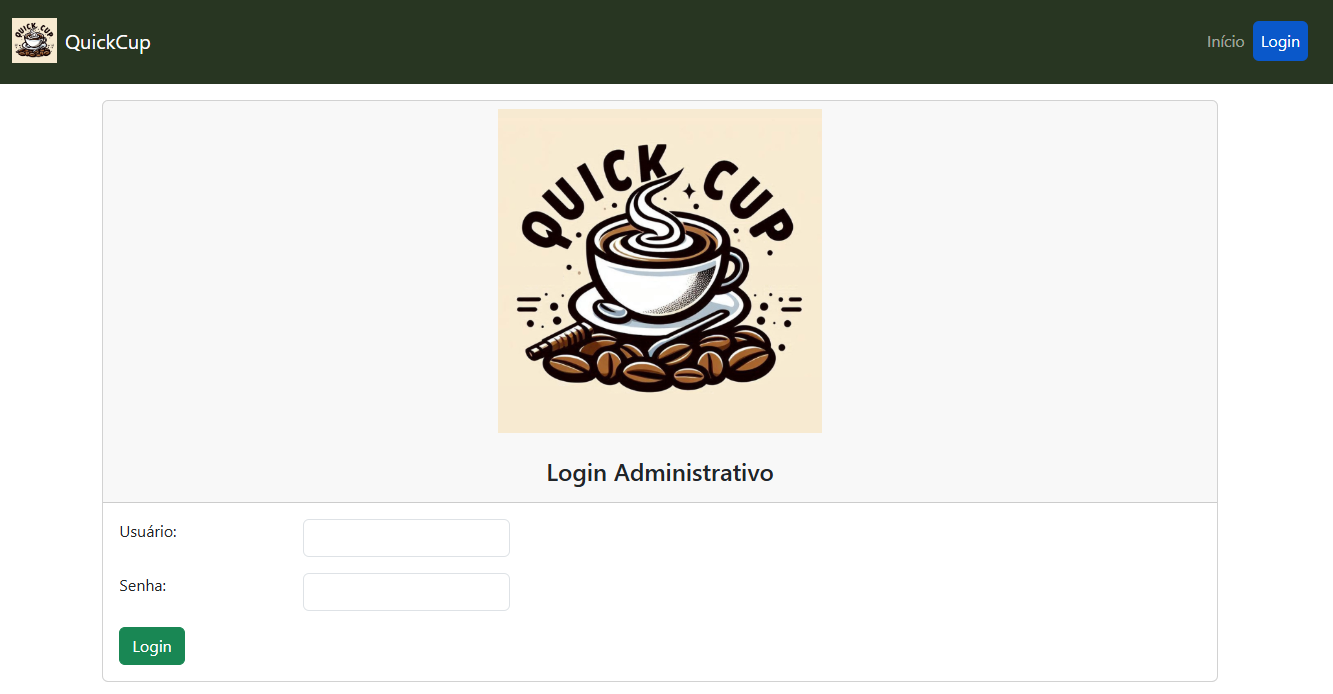 QUICK CUP
QuickCup
Início
Login
QUICK CUP
Login Administrativo
Usuário:
Senha:
Login